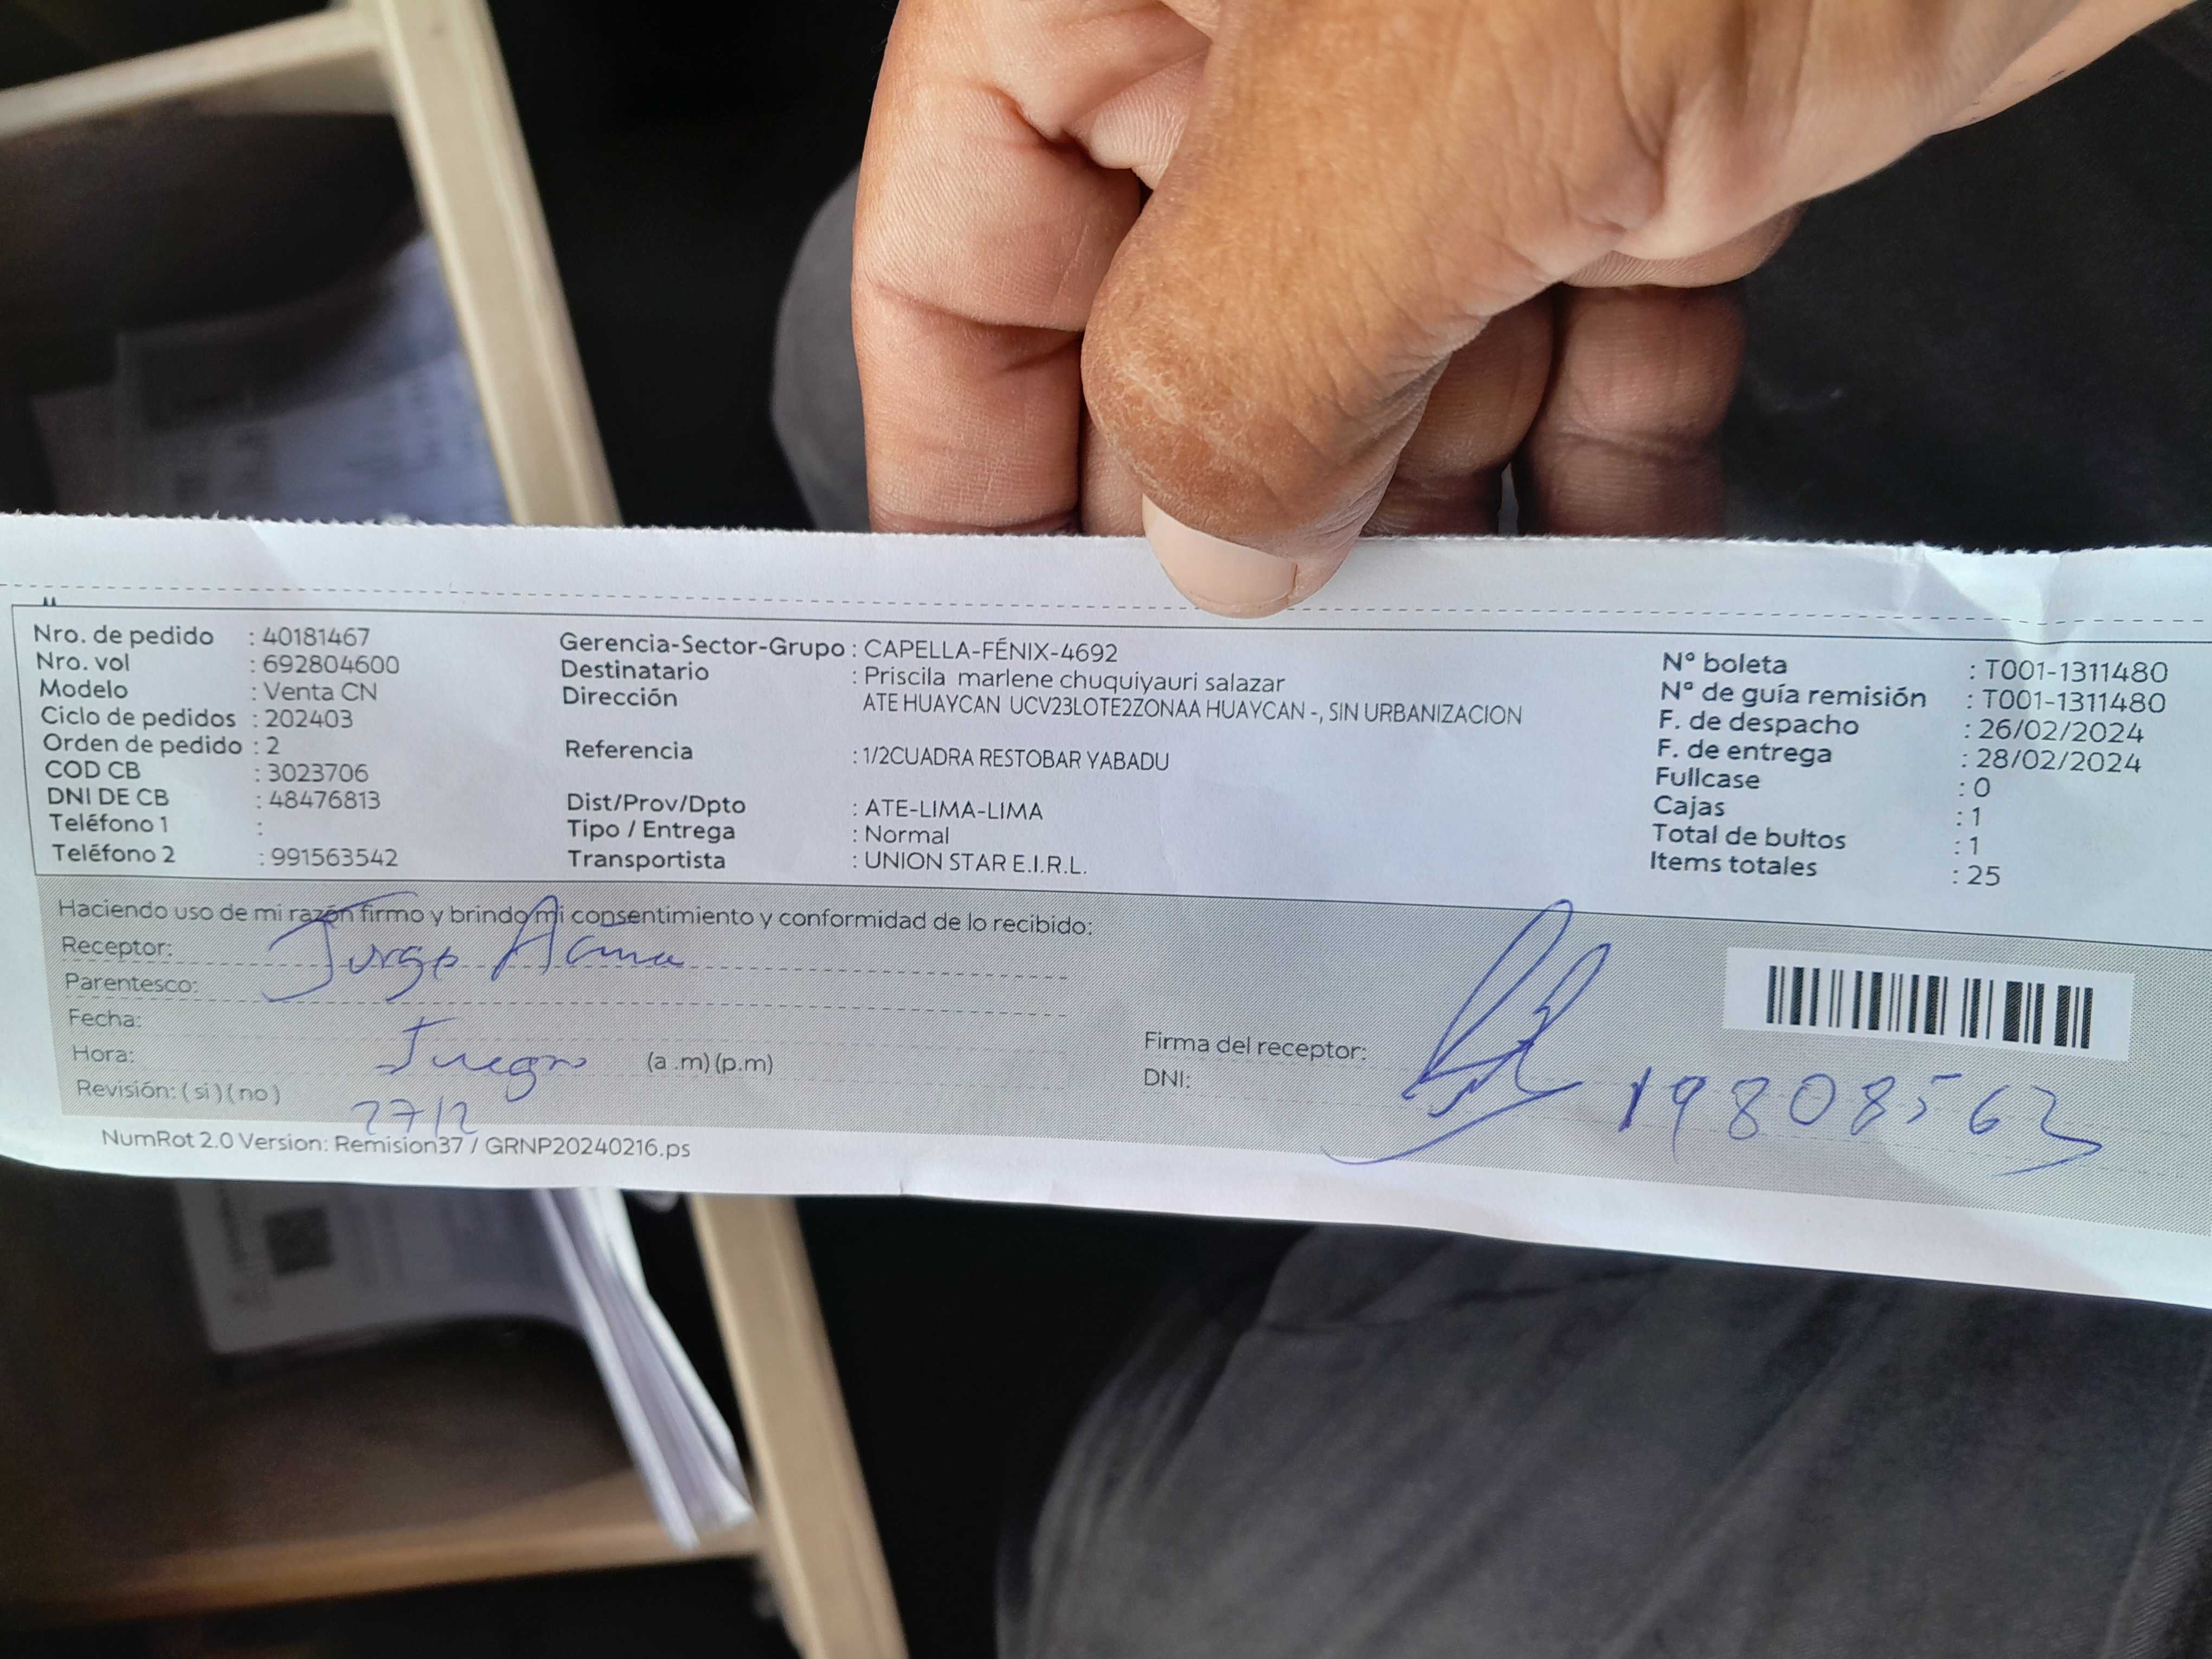 Nro. de pedido : 40181467
Nro. vol : 692804600
Modelo : Venta CN
Ciclo de pedidos : 202403
Orden de pedido : 2
COD CB : 3023706
DNI DE CB : 48476813
Teléfono 1 :
Teléfono 2 : 991563542
Gerencia-Sector-Grupo : CAPELLA-FÉNIX-4692
Destinatario : Priscila marlene chuquiyauri salazar
Dirección ATE HUAYCAN UCV23LOTE2ZONAA HUAYCAN -, SIN URBANIZACION
Referencia : 1/2CUADRA RESTOBAR YABADU
Dist/Prov/Dpto : ATE-LIMA-LIMA
Tipo / Entrega : Normal
Transportista : UNION STAR E.I.R.L.
N° boleta : T001-1311480
N° de guía remisión : T001-1311480
F. de despacho : 26/02/2024
F. de entrega : 28/02/2024
Fullcase : 0
Cajas : 1
Total de bultos : 1
Items totales : 25
Haciendo uso de mi razón firmo y brindo mi consentimiento y conformidad de lo recibido:
Receptor: Jorge
Parentesco:
Fecha:
Hora: Suegro (a .m) (p.m)
Revisión: ( si ) ( no ) 27/2
Firma del receptor:
DNI: 19808563
NumRot 2.0 Version: Remision37 / GRNP20240216.ps